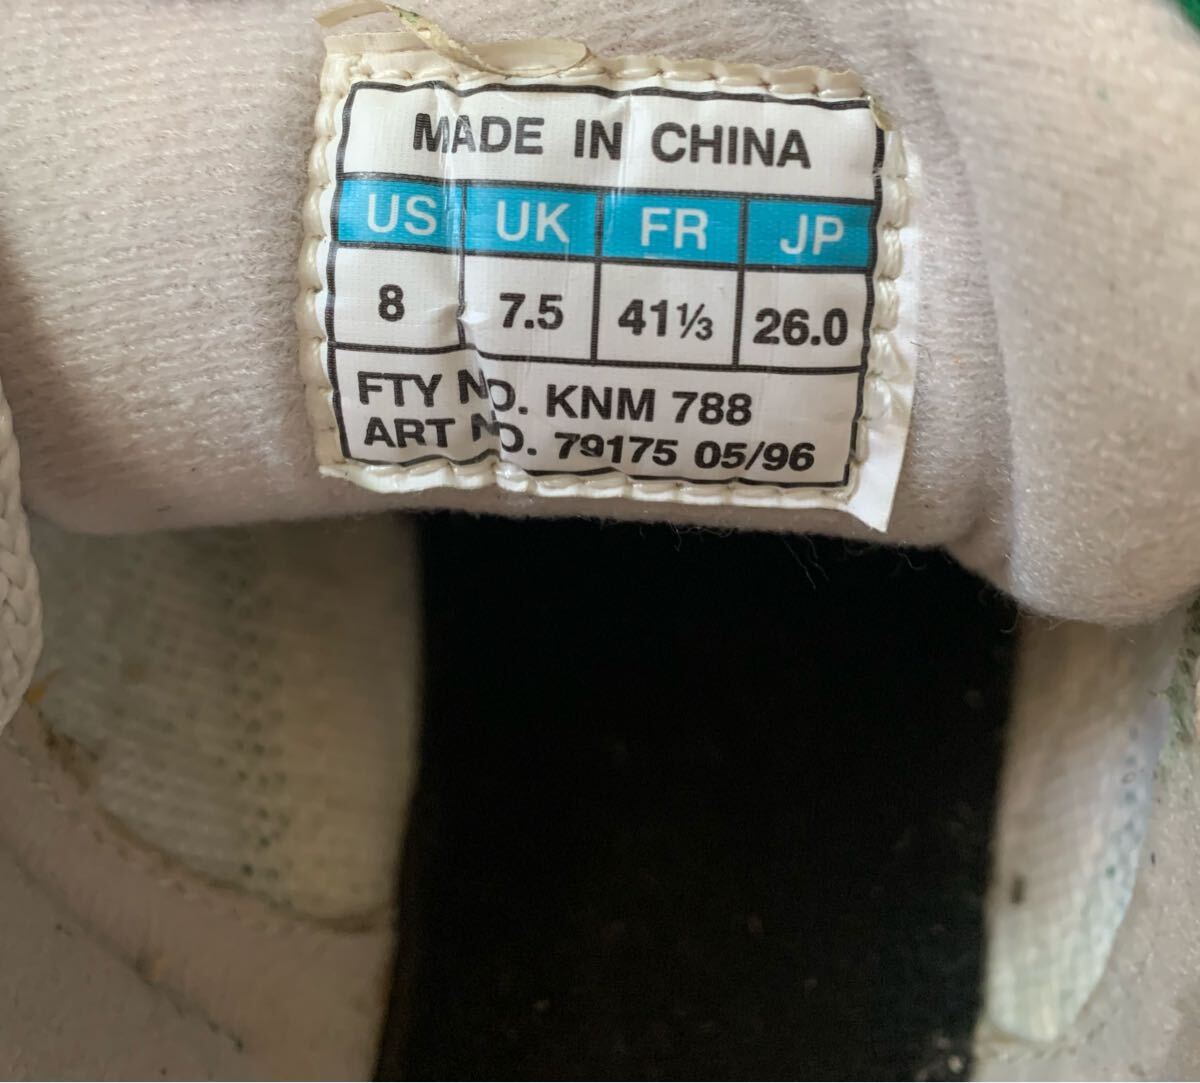 MADE IN CHINA
US UK FR JP
8 7.5 41⅓ 26.0
FTY NO. KNM 788
ART NO. 79175 05/96